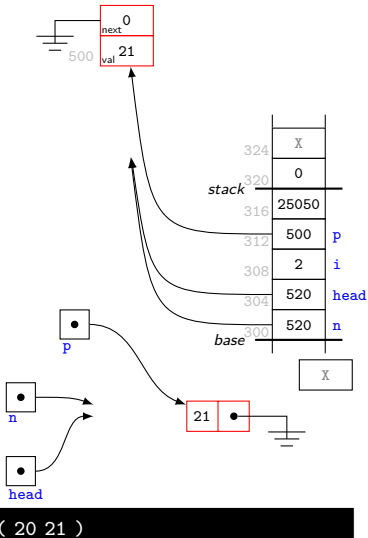 0
next
21
500
val
X
324
0
320
stack
25050
316
500
p
312
2
i
308
520
head
304
520
n
300
base
X
p
21
n
head
( 20 21 )